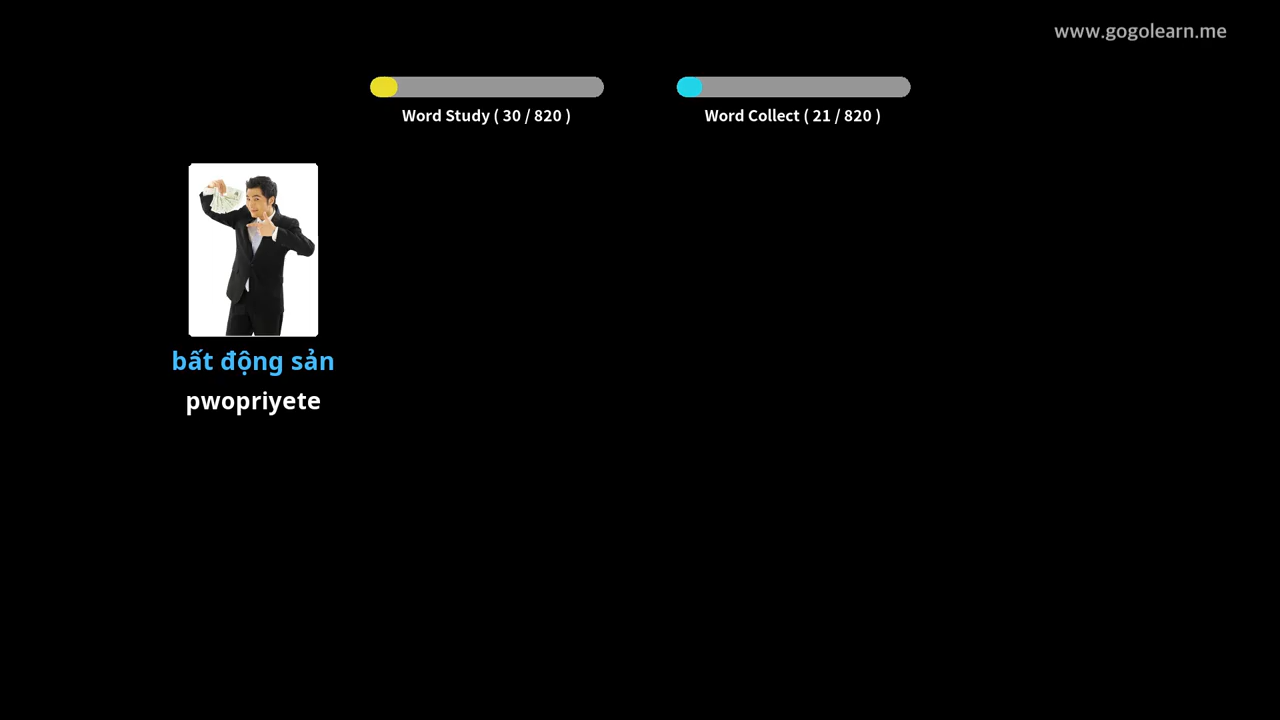 www.gogolearn.me
Word Study ( 30 / 820 )
Word Collect ( 21 / 820 )
bất động sản
pwopriyete